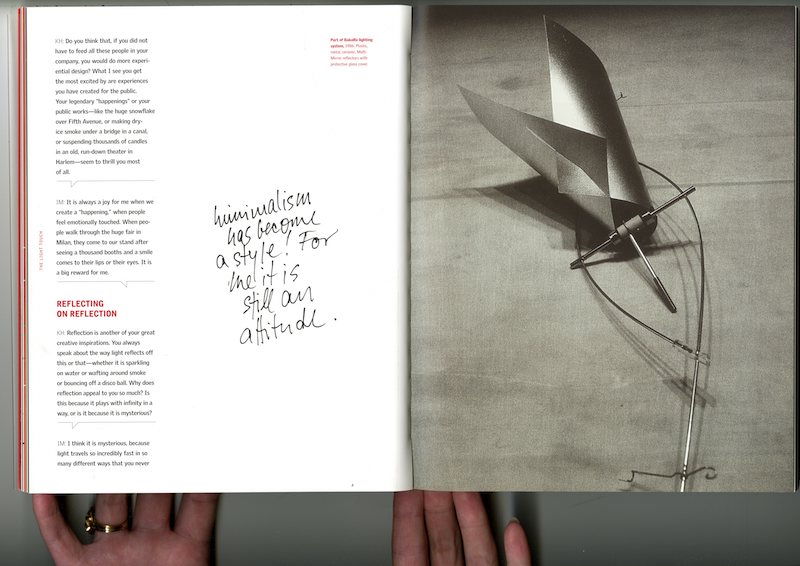 KH: Do you think that, if you did not
have to feed all these people in your
company, you would do more experi-
ential design? What I see you get
the most excited by are experiences
you have created for the public.
Your legendary "happenings" or your
public works—like the huge snowflake
over Fifth Avenue, or making dry-
ice smoke under a bridge in a canal,
or suspending thousands of candles
in an old, run-down theater in
Harlem—seem to thrill you most
of all.
IM: It is always a joy for me when we
create a "happening," when people
feel emotionally touched. When peo-
ple walk through the huge fair in
Milan, they come to our stand after
seeing a thousand booths and a smile
comes to their lips or their eyes. It is
a big reward for me.
REFLECTING
ON REFLECTION
KH: Reflection is another of your great
creative inspirations. You always
speak about the way light reflects off
this or that—whether it is sparkling
on water or wafting around smoke
or bouncing off a disco ball. Why does
reflection appeal to you so much? Is
this because it plays with infinity in a
way, or is it because it is mysterious?
IM: I think it is mysterious, because
light travels so incredibly fast in so
many different ways that you never
THE LIGHT TOUCH
Part of BakaRú lighting
system, 1986. Plastic,
metal, ceramic. Multi-
Mirror reflectors with
protective glass cover.
minimalism
has become
a style! For
me it is
still an
attitude.